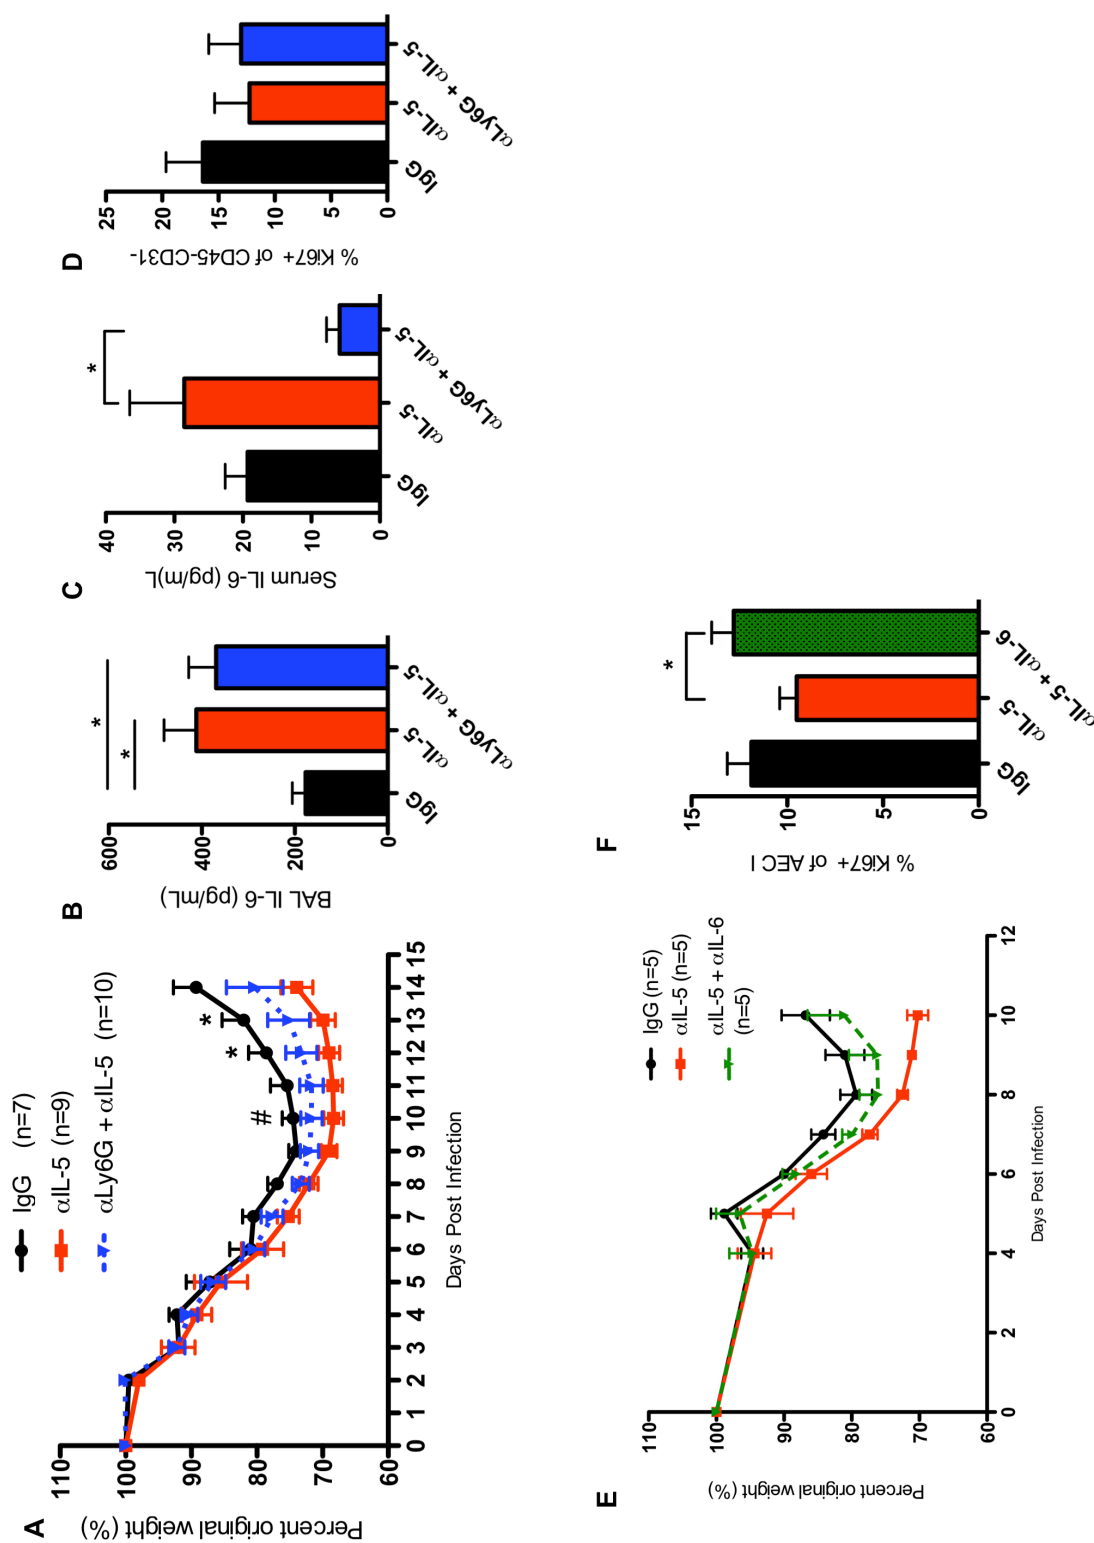 A
Percent original weight (%)
110
100
90
80
70
60
0 1 2 3 4 5 6 7 8 9 10 11 12 13 14 15
Days Post Infection
IgG (n=7)
αIL-5 (n=9)
αLy6G + αIL-5 (n=10)
#
*
*
B
BAL IL-6 (pg/mL)
600
400
200
0
IgG
αIL-5
αLy6G + αIL-5
*
*
C
Serum IL-6 (pg/m)L
40
30
20
10
0
IgG
αIL-5
αLy6G + αIL-5
*
D
% Ki67+ of CD45-CD31-
25
20
15
10
5
0
IgG
αIL-5
αLy6G + αIL-5
E
Percent original weight (%)
110
100
90
80
70
60
0 2 4 6 8 10 12
Days Post Infection
IgG (n=5)
αIL-5 (n=5)
αIL-5 + αIL-6
(n=5)
F
% Ki67+ of AEC I
15
10
5
0
IgG
αIL-5
αIL-5 + αIL-6
*